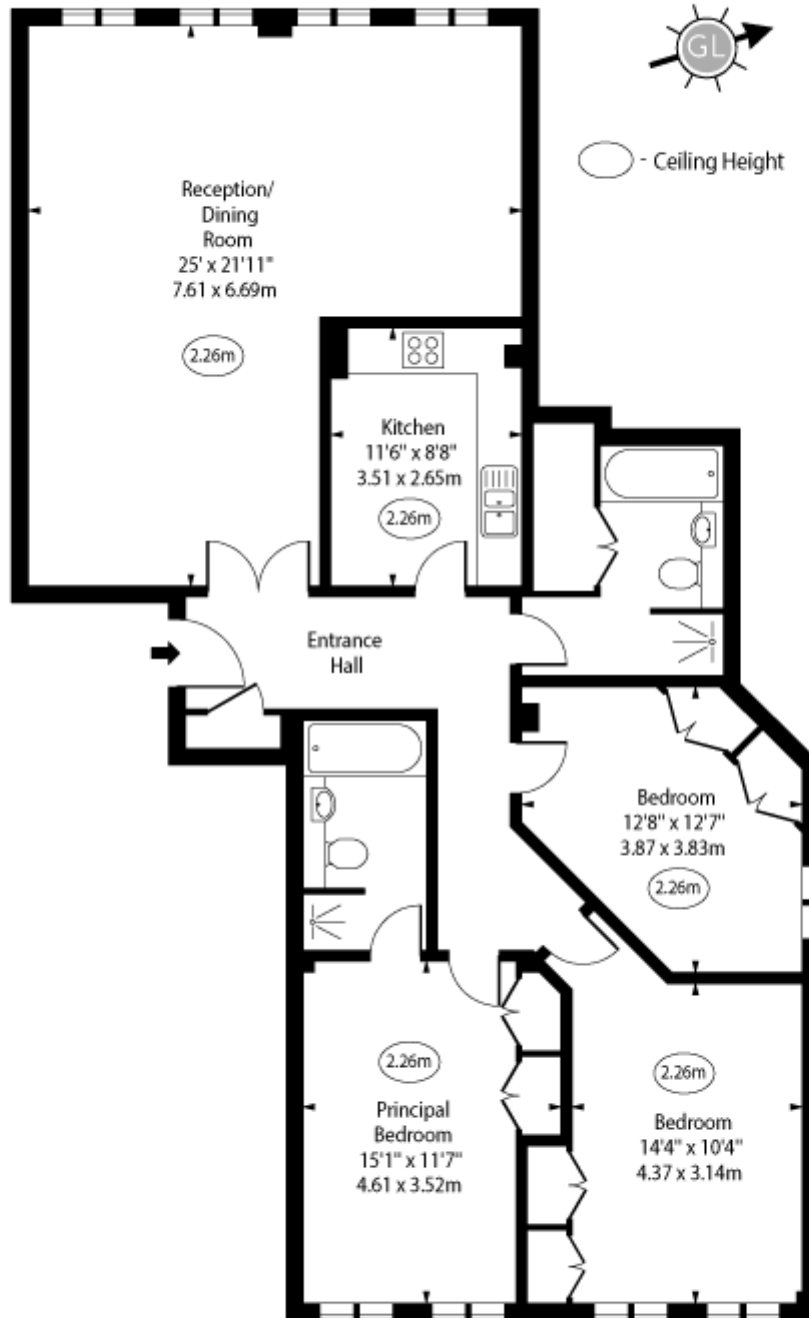 GL
- Ceiling Height
Reception/
Dining
Room
25' x 21'11"
7.61 x 6.69m
2.26m
Kitchen
11'6" x 8'8"
3.51 x 2.65m
2.26m
Entrance
Hall
Bedroom
12'8" x 12'7"
3.87 x 3.83m
2.26m
2.26m
Principal
Bedroom
15'1" x 11'7"
4.61 x 3.52m
2.26m
Bedroom
14'4" x 10'4"
4.37 x 3.14m